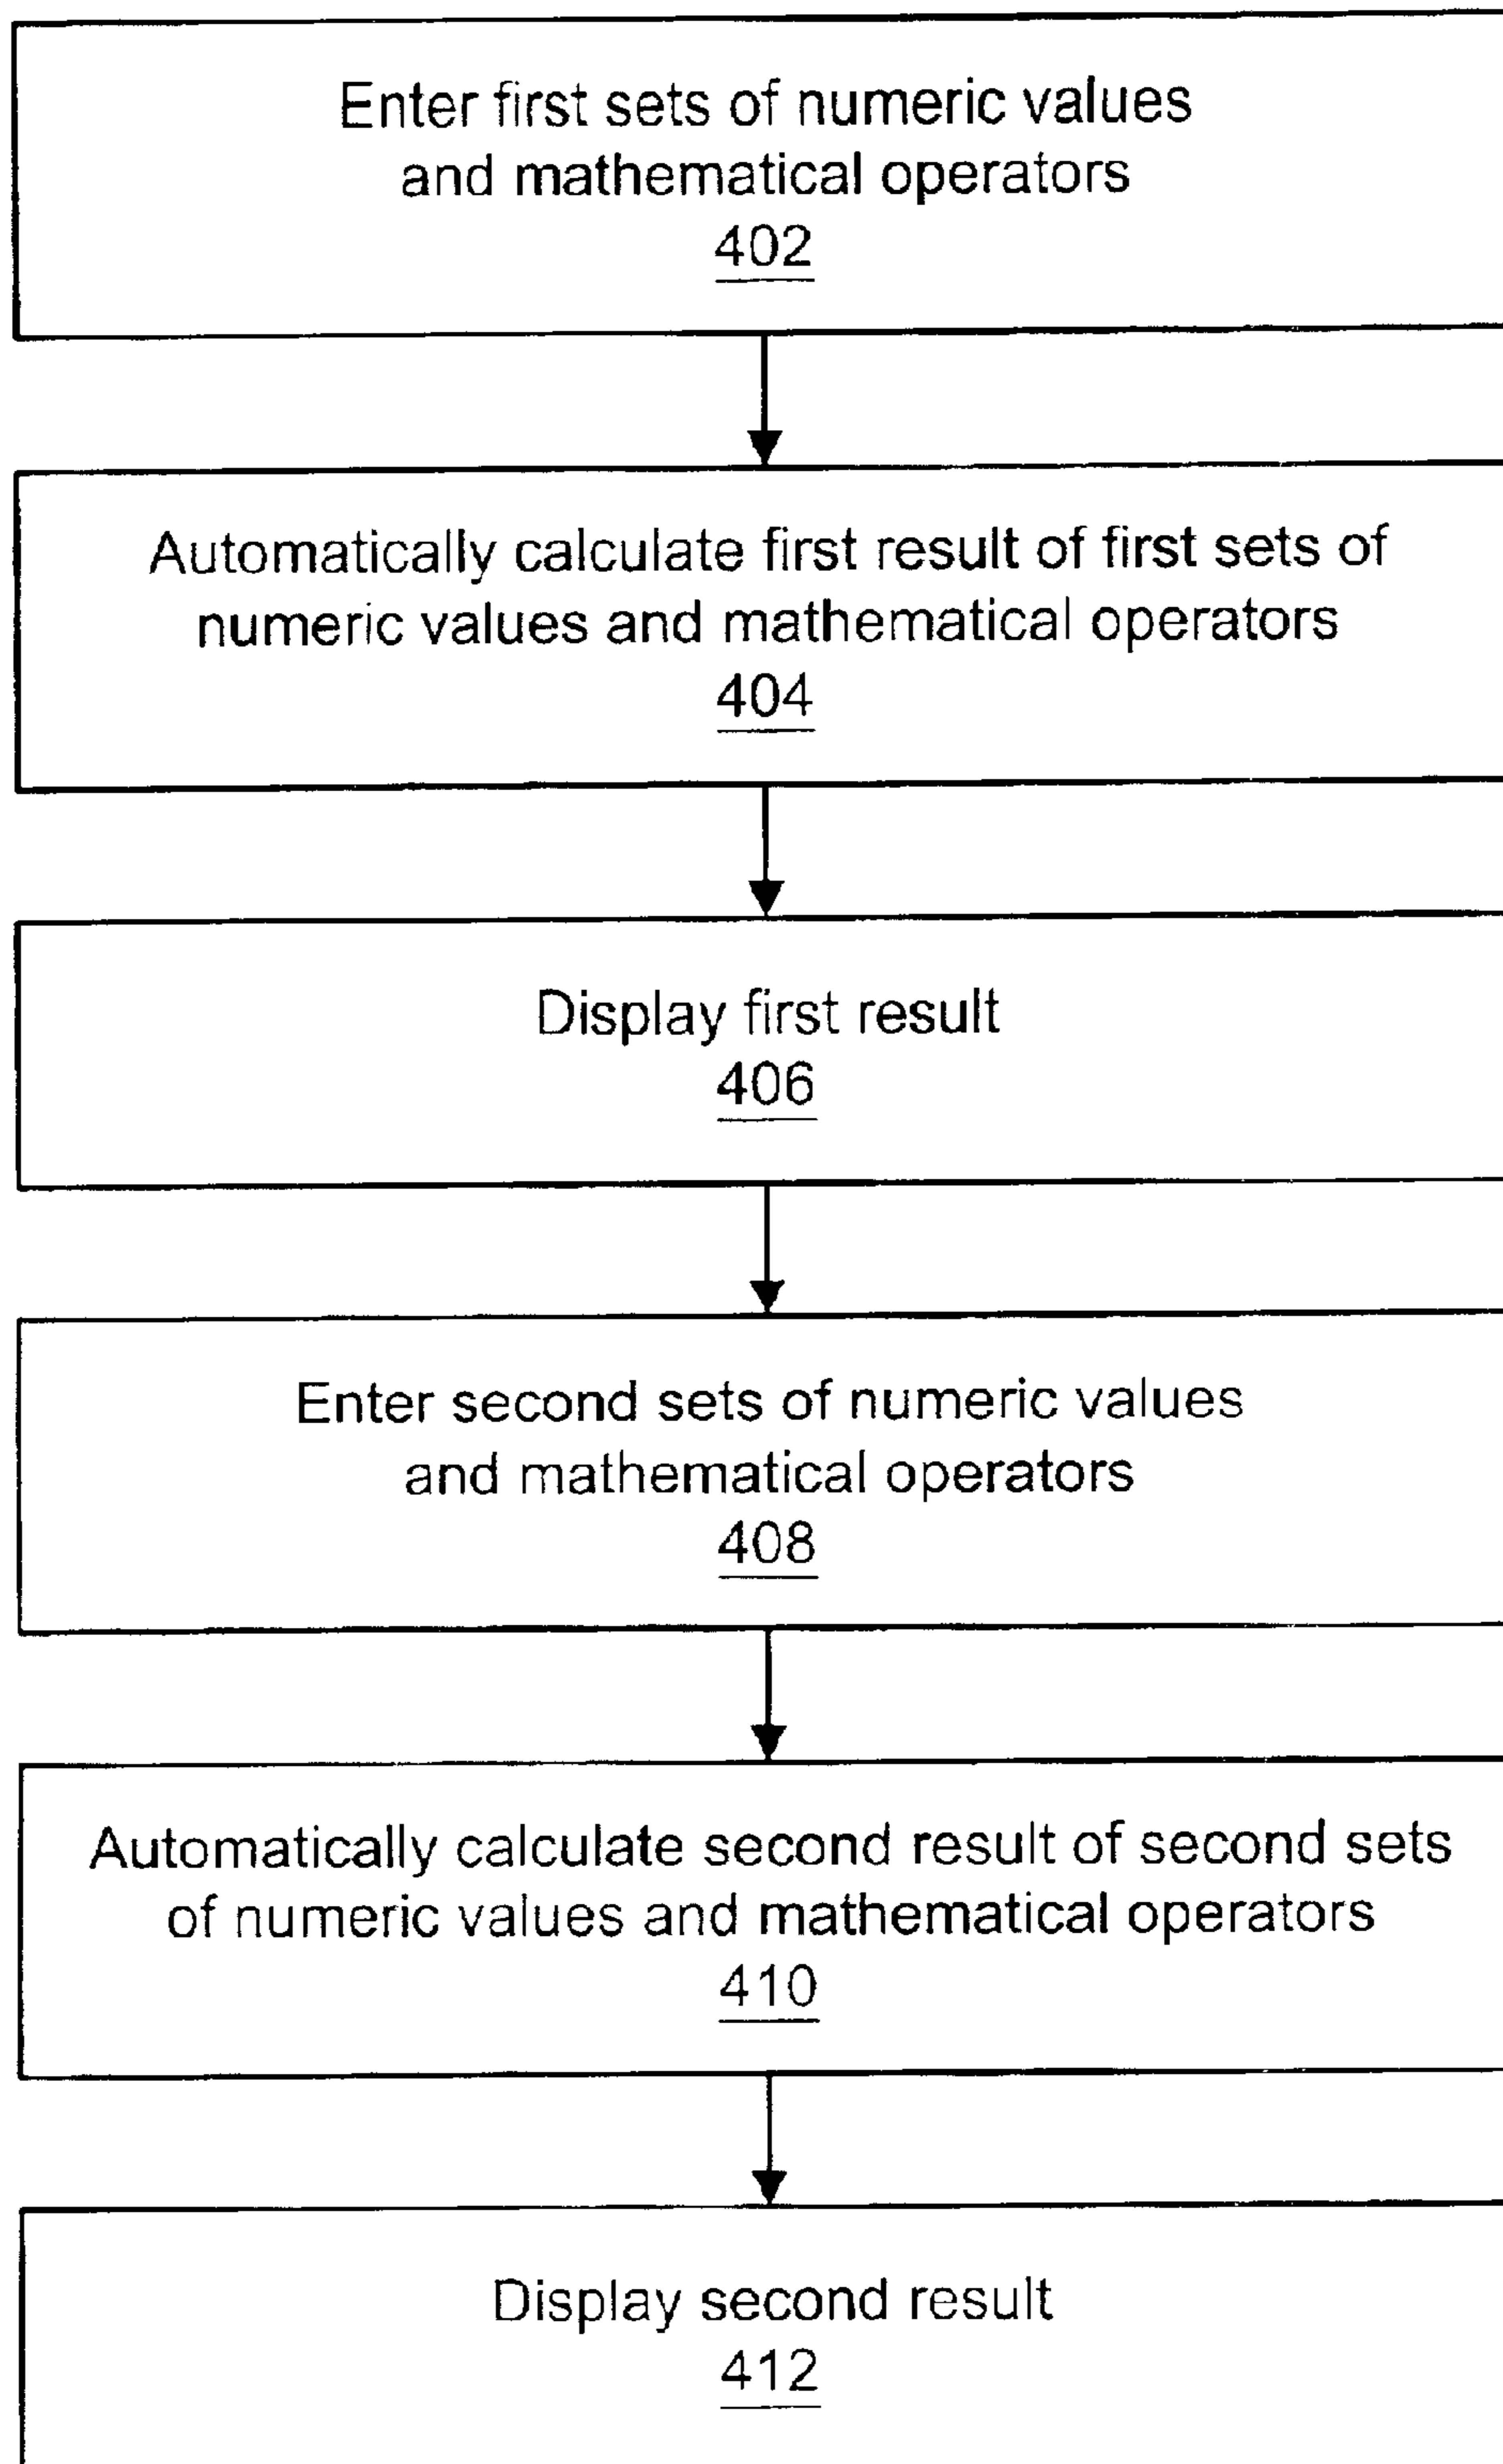 Enter first sets of numeric values
and mathematical operators
402
Automatically calculate first result of first sets of
numeric values and mathematical operators
404
Display first result
406
Enter second sets of numeric values
and mathematical operators
408
Automatically calculate second result of second sets
of numeric values and mathematical operators
410
Display second result
412